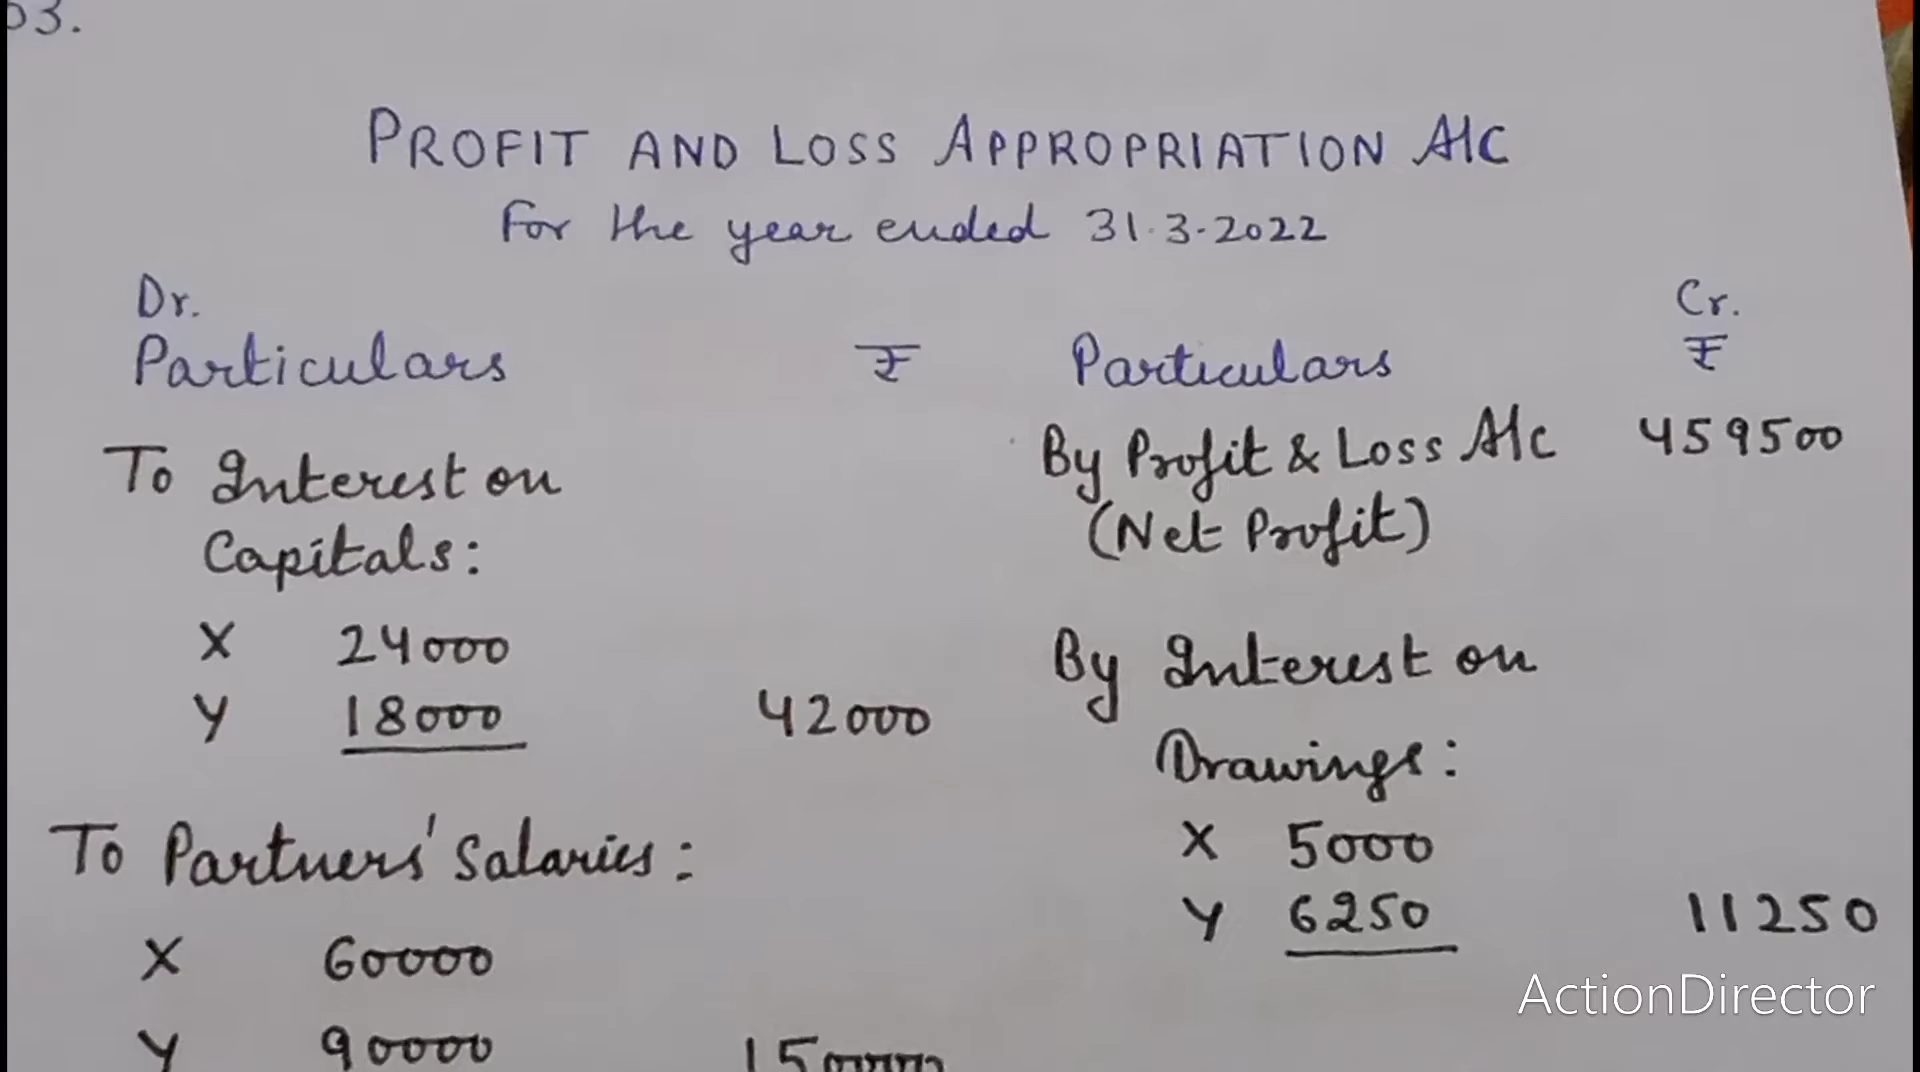 03.
PROFIT AND LOSS APPROPRIATION A/C
For the year ended 31.3.2022
Dr. Cr.
Particulars ₹ Particulars ₹
By Profit & Loss A/c 459500
To Interest on
(Net Profit)
Capitals:
X 24000
By Interest on
Y 18000 42000
Drawings:
To Partners' Salaries:
X 5000
Y 6250 11250
X 60000
ActionDirector
Y 90000 150000